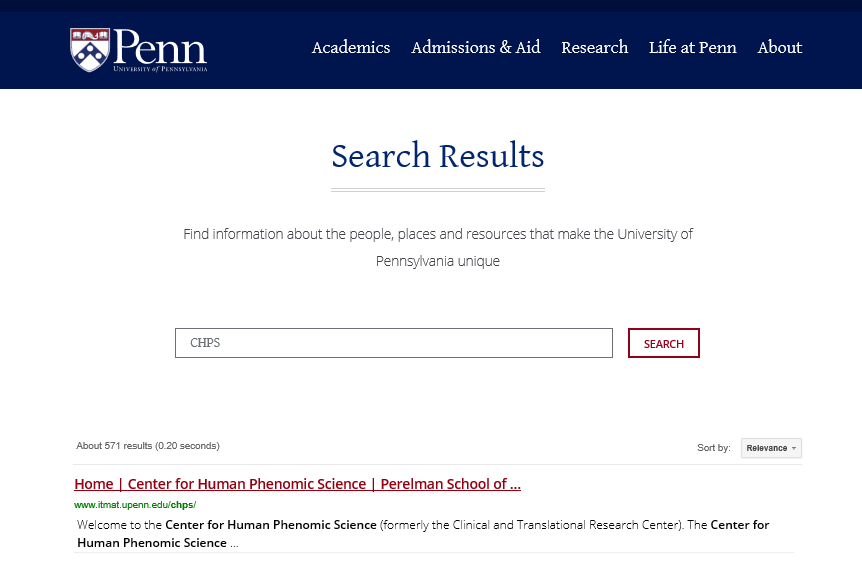 Penn
UNIVERSITY of PENNSYLVANIA
Academics Admissions & Aid Research Life at Penn About
Search Results
Find information about the people, places and resources that make the University of
Pennsylvania unique
CHPS SEARCH
About 571 results (0.20 seconds) Sort by: Relevance
Home | Center for Human Phenomic Science | Perelman School of ...
www.itmat.upenn.edu/chps/
Welcome to the Center for Human Phenomic Science (formerly the Clinical and Translational Research Center). The Center for
Human Phenomic Science ...